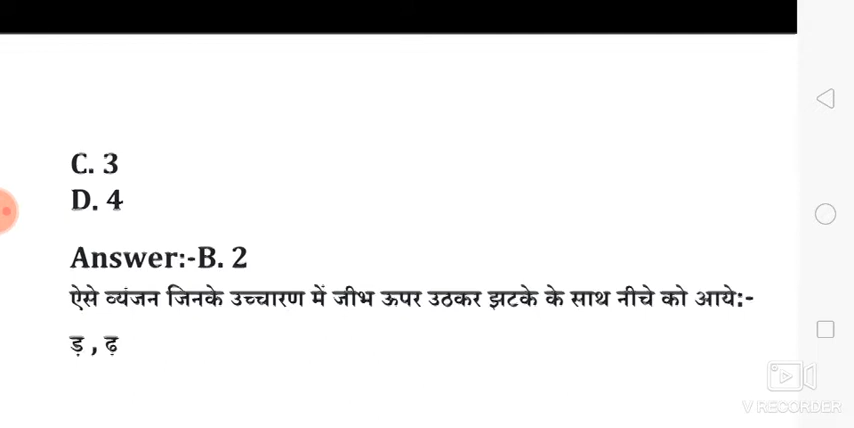 C. 3
D. 4
Answer:-B. 2
ऐसे व्यंजन जिनके उच्चारण में जीभ ऊपर उठकर झटके के साथ नीचे को आये:-
ड़ , ढ़
V RECORDER